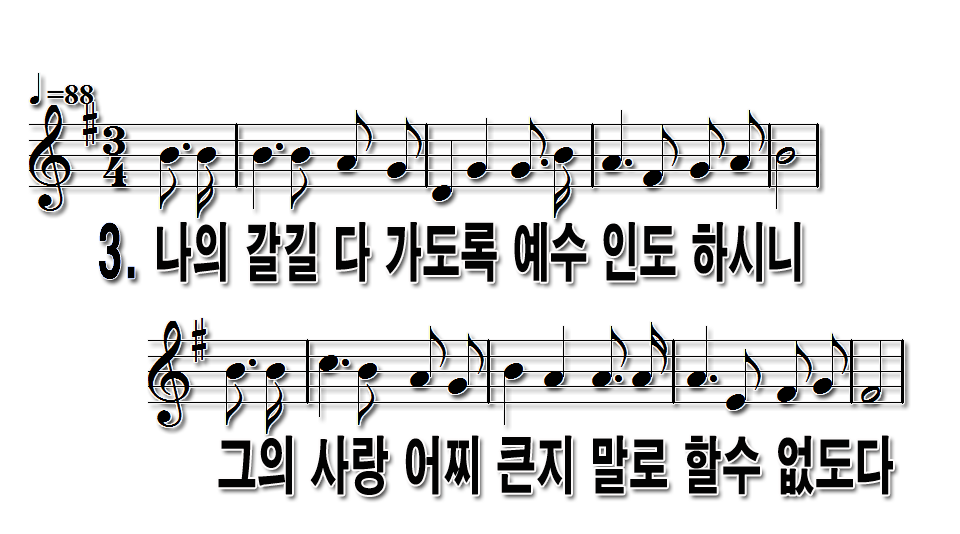 ♩=88
3. 나의 갈길 다 가도록 예수 인도 하시니
그의 사랑 어찌 큰지 말로 할수 없도다